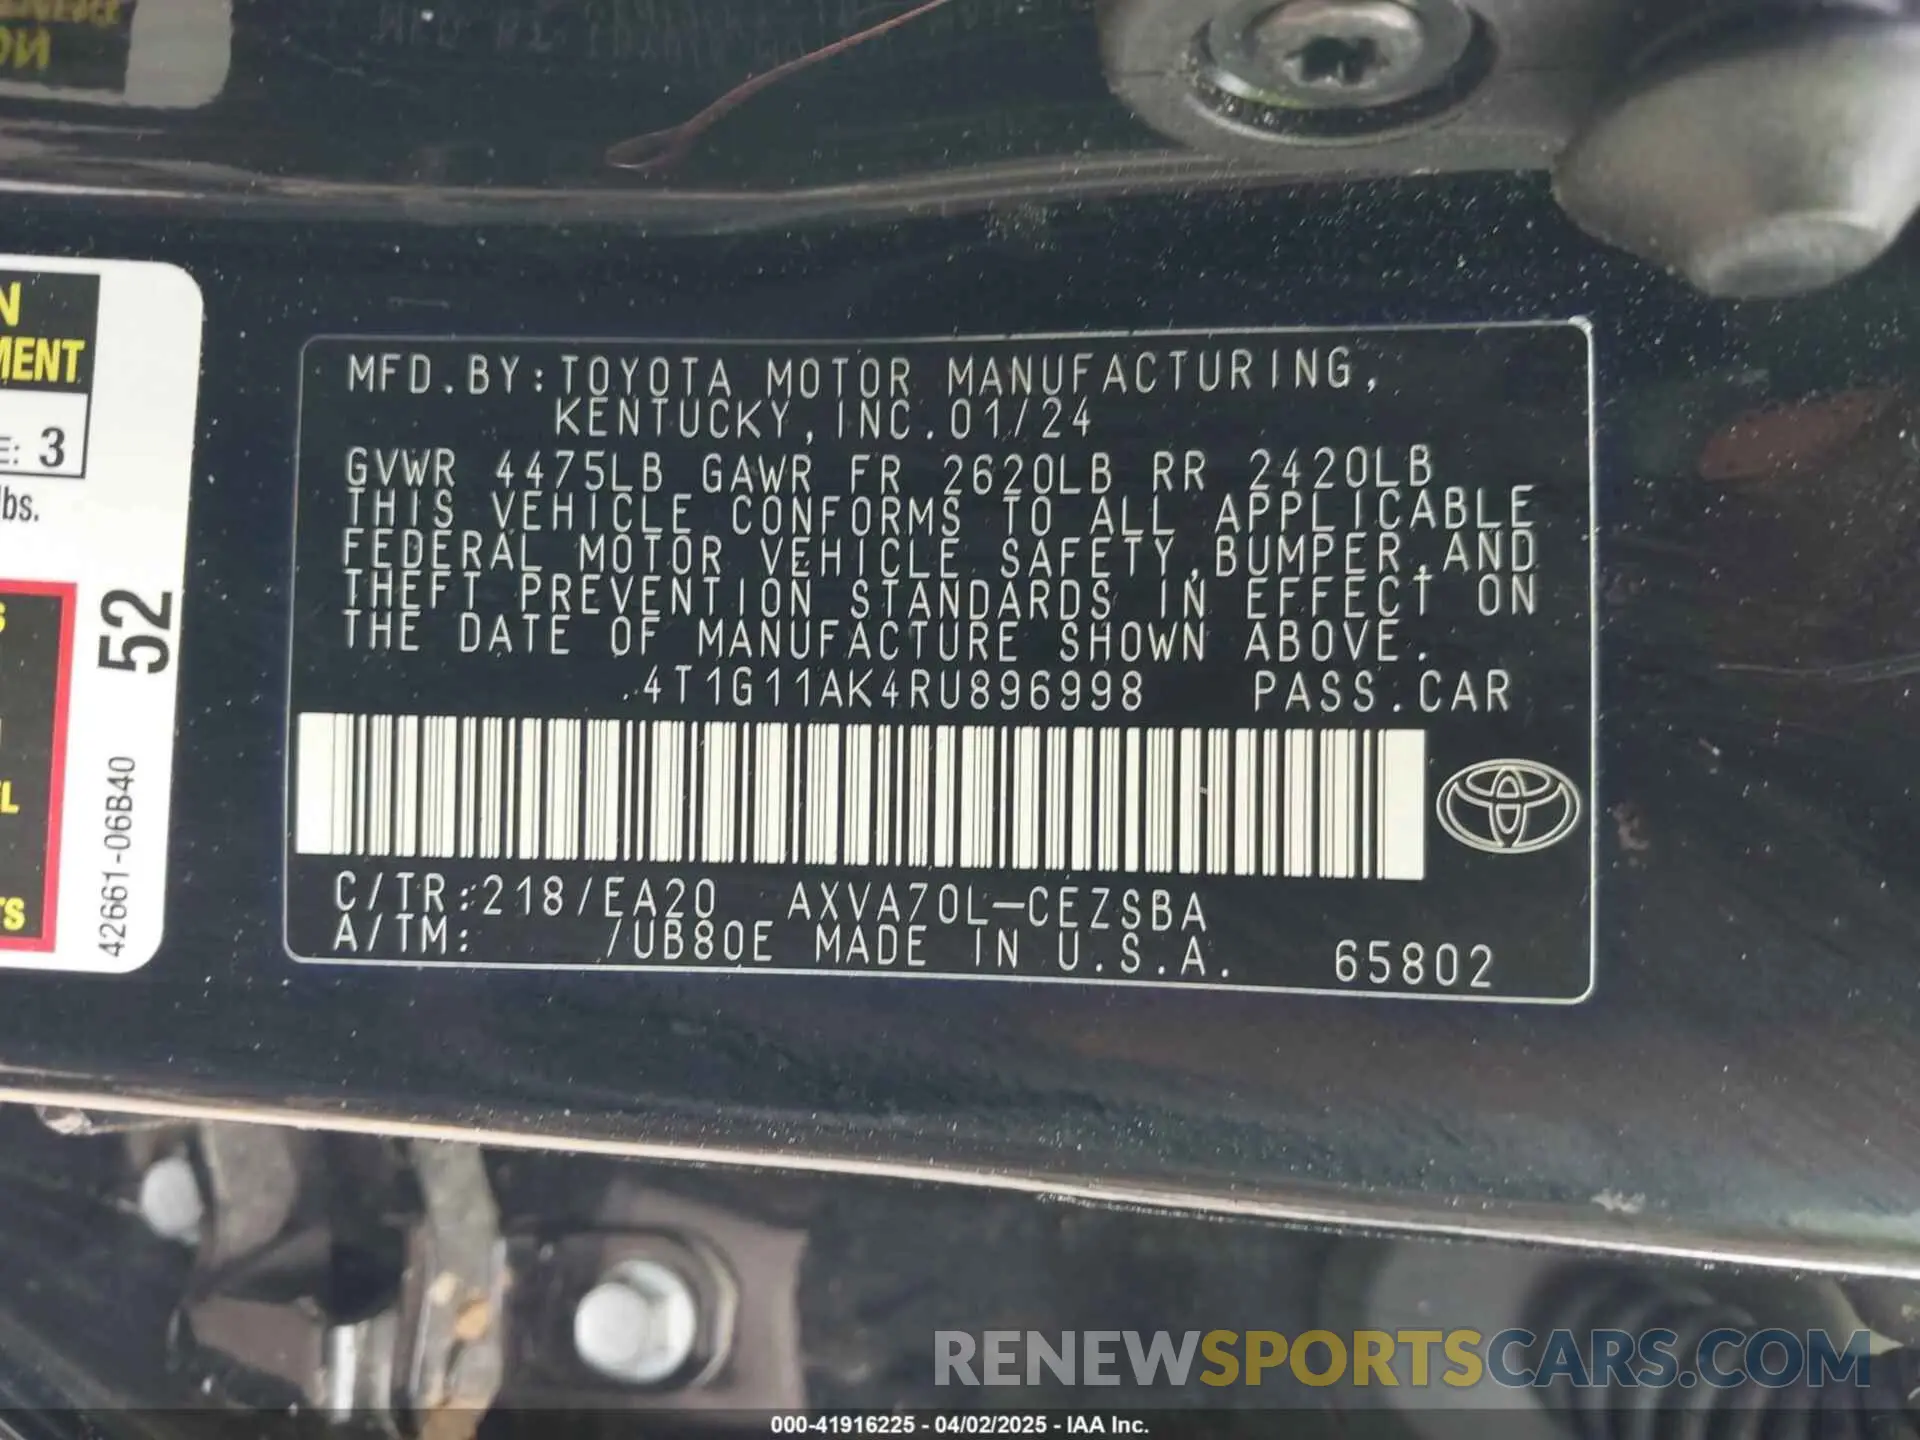 N
MENT
E: 3
lbs.
52
42661-06B40
S
L
TS
MFD.BY:TOYOTA MOTOR MANUFACTURING,
KENTUCKY,INC.01/24
GVWR 4475LB GAWR FR 2620LB RR 2420LB
THIS VEHICLE CONFORMS TO ALL APPLICABLE
FEDERAL MOTOR VEHICLE SAFETY,BUMPER,AND
THEFT PREVENTION STANDARDS IN EFFECT ON
THE DATE OF MANUFACTURE SHOWN ABOVE.
4T1G11AK4RU896998 PASS.CAR
C/TR:218/EA20 AXVA70L-CEZSBA
A/TM: /UB80E MADE IN U.S.A. 65802
RENEWSPORTSCARS.COM
000-41916225 - 04/02/2025 - IAA Inc.